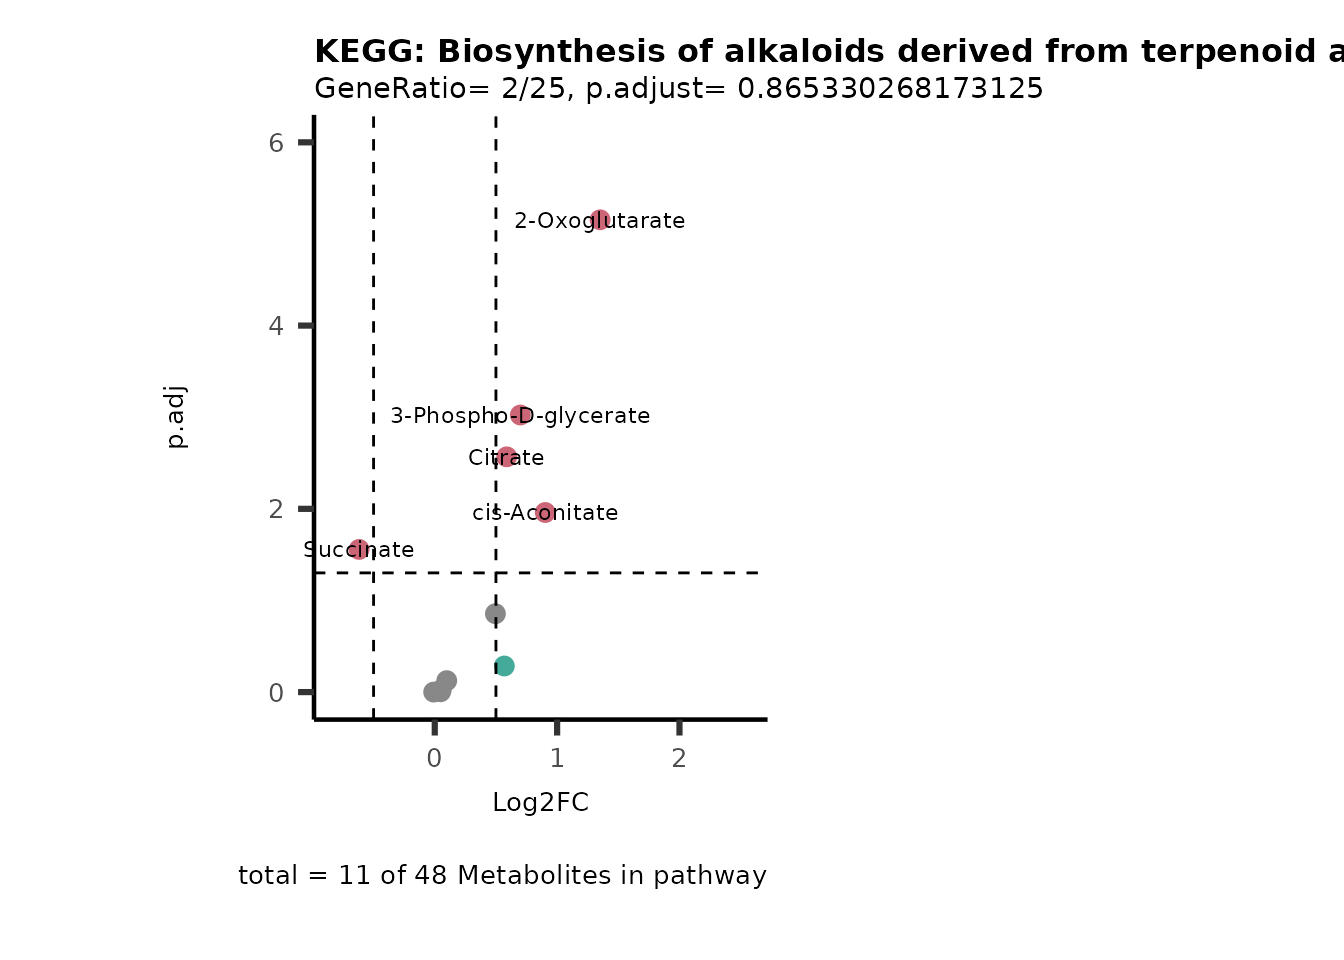 KEGG: Biosynthesis of alkaloids derived from terpenoid a
GeneRatio= 2/25, p.adjust= 0.865330268173125
6
2-Oxoglutarate
4
p.adj
3-Phospho-D-glycerate
Citrate
2
cis-Aconitate
Succinate
0
0 1 2
Log2FC
total = 11 of 48 Metabolites in pathway